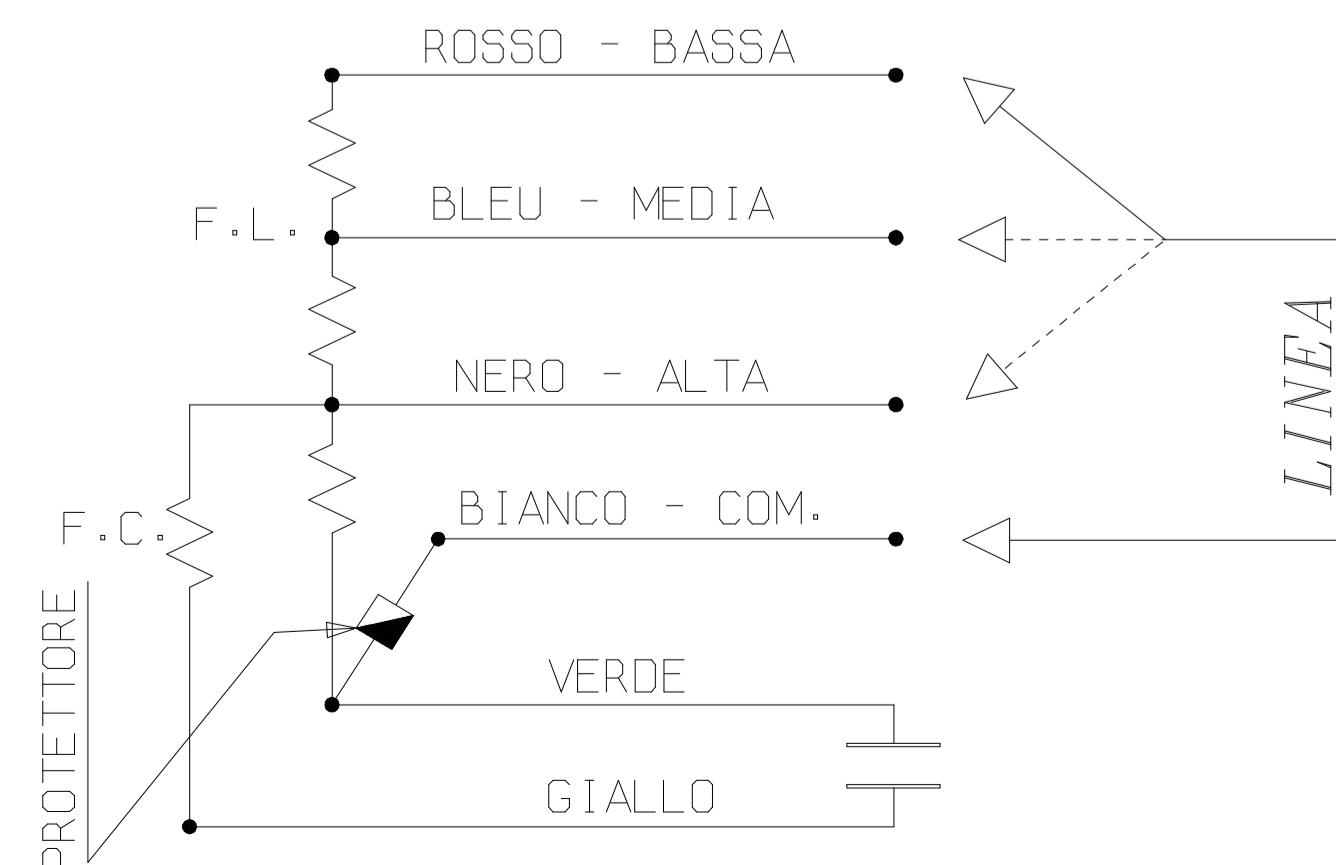 ROSSO - BASSA
BLEU - MEDIA
F.L.
NERO - ALTA
LINEA
BIANCO - COM.
F.C.
PROTETTORE
VERDE
GIALLO